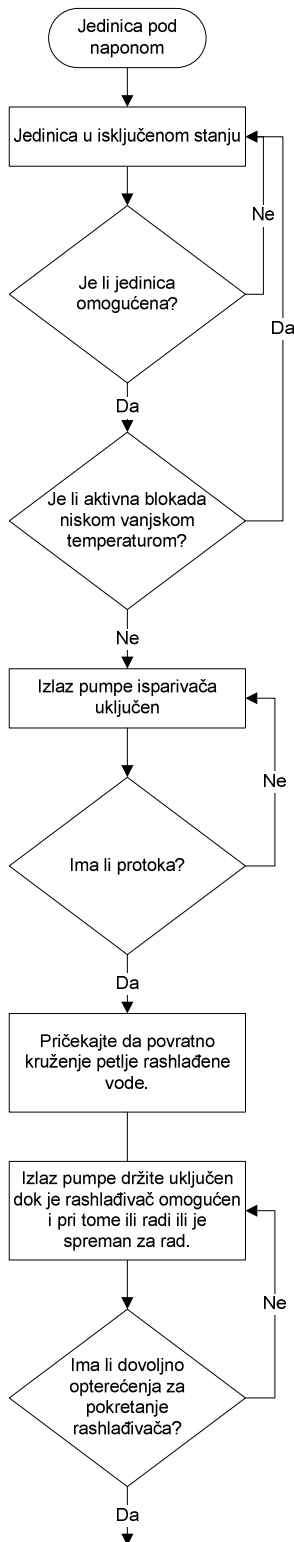 Jedinica pod
naponom
Jedinica u isključenom stanju
Ne
Je li jedinica
omogućena?
Da
Da
Je li aktivna blokada
niskom vanjskom
temperaturom?
Ne
Izlaz pumpe isparivača
uključen
Ne
Ima li protoka?
Da
Pričekajte da povratno
kruženje petlje rashlađene
vode.
Izlaz pumpe držite uključen
dok je rashlađivač omogućen
i pri tome ili radi ili je
spreman za rad.
Ne
Ima li dovoljno
opterećenja za
pokretanje
rashlađivača?
Da